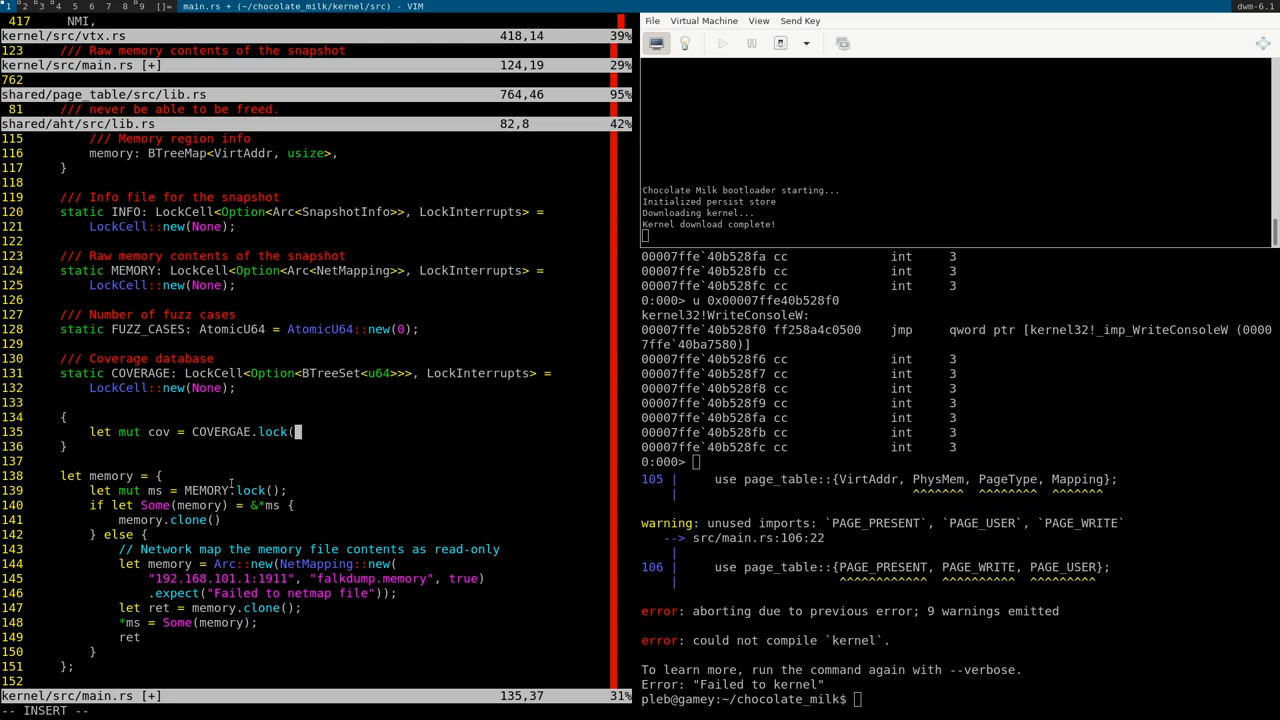 1 2 3 4 5 6 7 8 9 []= main.rs + (~/chocolate_milk/kernel/src) - VIM dwm-6.1
417 NMI,
kernel/src/vtx.rs 418,14 39%
123 /// Raw memory contents of the snapshot
kernel/src/main.rs [+] 124,19 29%
762
shared/page_table/src/lib.rs 764,46 95%
81 /// never be able to be freed.
shared/aht/src/lib.rs 82,8 42%
115 /// Memory region info
116 memory: BTreeMap<VirtAddr, usize>,
117 }
118
119 /// Info file for the snapshot
120 static INFO: LockCell<Option<Arc<SnapshotInfo>>, LockInterrupts> =
121 LockCell::new(None);
122
123 /// Raw memory contents of the snapshot
124 static MEMORY: LockCell<Option<Arc<NetMapping>>, LockInterrupts> =
125 LockCell::new(None);
126
127 /// Number of fuzz cases
128 static FUZZ_CASES: AtomicU64 = AtomicU64::new(0);
129
130 /// Coverage database
131 static COVERAGE: LockCell<Option<BTreeSet<u64>>>, LockInterrupts> =
132 LockCell::new(None);
133
134 {
135 let mut cov = COVERGAE.lock(
136 }
137
138 let memory = {
139 let mut ms = MEMORY.lock();
140 if let Some(memory) = &*ms {
141 memory.clone()
142 } else {
143 // Network map the memory file contents as read-only
144 let memory = Arc::new(NetMapping::new(
145 "192.168.101.1:1911", "falkdump.memory", true)
146 .expect("Failed to netmap file"));
147 let ret = memory.clone();
148 *ms = Some(memory);
149 ret
150 }
151 };
152
kernel/src/main.rs [+] 135,37 31%
-- INSERT --
File Virtual Machine View Send Key
Chocolate Milk bootloader starting...
Initialized persist store
Downloading kernel...
Kernel download complete!
00007ffe`40b528fa cc int 3
00007ffe`40b528fb cc int 3
00007ffe`40b528fc cc int 3
0:000> u 0x00007ffe40b528f0
kernel32!WriteConsoleW:
00007ffe`40b528f0 ff258a4c0500 jmp qword ptr [kernel32!_imp_WriteConsoleW (0000
7ffe`40ba7580)]
00007ffe`40b528f6 cc int 3
00007ffe`40b528f7 cc int 3
00007ffe`40b528f8 cc int 3
00007ffe`40b528f9 cc int 3
00007ffe`40b528fa cc int 3
00007ffe`40b528fb cc int 3
00007ffe`40b528fc cc int 3
0:000>
105 | use page_table::{VirtAddr, PhysMem, PageType, Mapping};
| ^^^^^^^ ^^^^^^^^ ^^^^^^^
warning: unused imports: `PAGE_PRESENT`, `PAGE_USER`, `PAGE_WRITE`
--> src/main.rs:106:22
|
106 | use page_table::{PAGE_PRESENT, PAGE_WRITE, PAGE_USER};
| ^^^^^^^^^^^^ ^^^^^^^^^^ ^^^^^^^^^
error: aborting due to previous error; 9 warnings emitted
error: could not compile `kernel`.
To learn more, run the command again with --verbose.
Error: "Failed to kernel"
pleb@gamey:~/chocolate_milk$